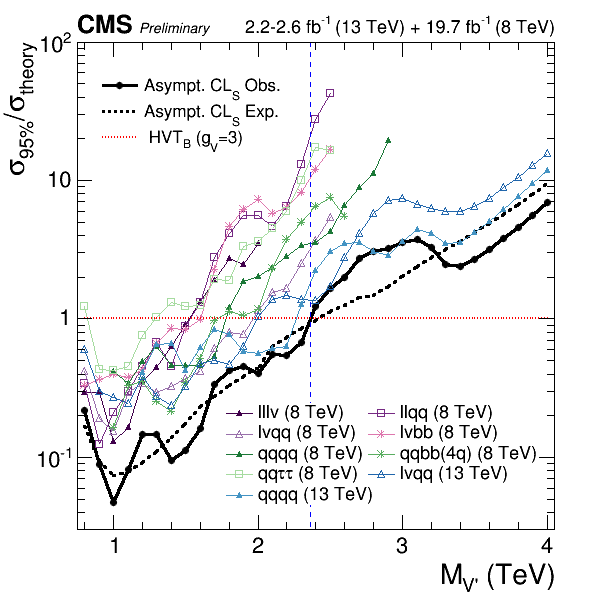 CMS Preliminary 2.2-2.6 fb⁻¹ (13 TeV) + 19.7 fb⁻¹ (8 TeV)
σ95%/σtheory
10²
10
1
10⁻¹
Asympt. CLS Obs.
Asympt. CLS Exp.
HVTB (gV=3)
lllν (8 TeV) llqq (8 TeV)
lνqq (8 TeV) lνbb (8 TeV)
qqqq (8 TeV) qqbb(4q) (8 TeV)
qqττ (8 TeV) lνqq (13 TeV)
qqqq (13 TeV)
1 2 3 4
MV' (TeV)